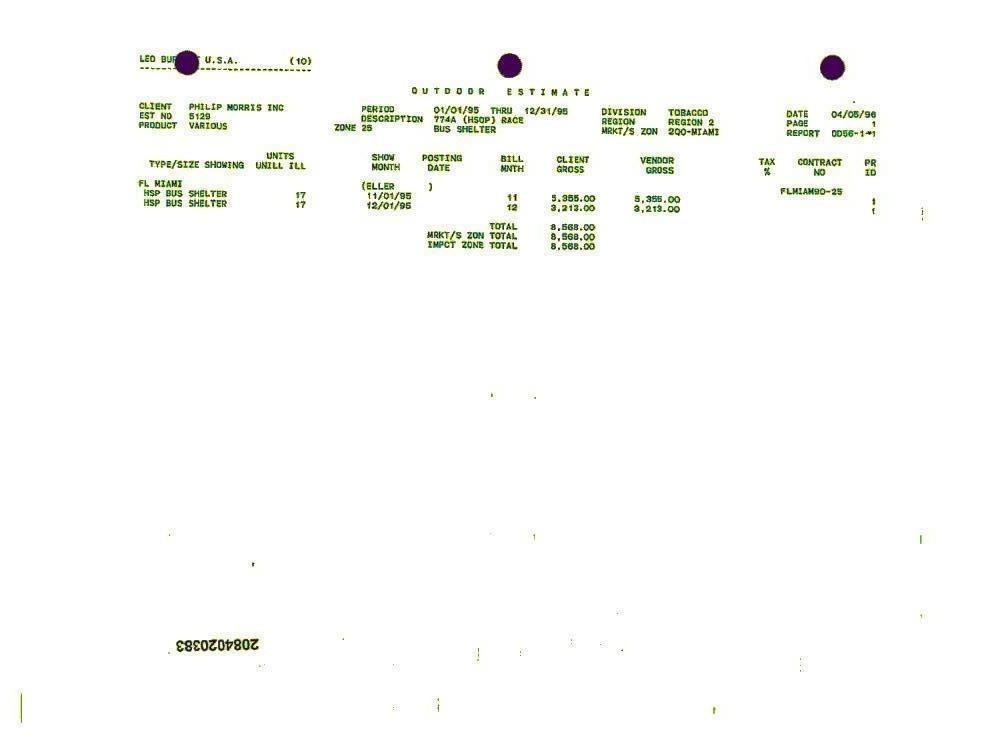 LEO BUR U.S.A. (10)
OUTDOOR ESTIMATE
CLIENT PHILIP MORRIS INC PERIOD 01/01/95 THRU 12/31/95 DIVISION TOBACCO DATE 04/05/96
EST NO 5129 DESCRIPTION 774A (HSOP) RACE REGION REGION 2 PAGE 1
PRODUCT VARIOUS ZONE 25 BUS SHELTER MRKT/S ZON 200-MIAMI REPORT OD56-1-1
UNITS SHOW POSTING BILL CLIENT VENDOR TAX CONTRACT PR
TYPE/SIZE SHOWING UNILL ILL MONTH DATE MNTH GROSS GROSS % NO ID
FL MIAMI (ELLER ) FLMIAM90-25
HSP BUS SHELTER 17 11/01/95 11 5,355.00 5,355.00 1
HSP BUS SHELTER 17 12/01/95 12 3,213.00 3,213.00 1
TOTAL 8,568.00
MRKT/S ZON TOTAL 8,568.00
IMPCT ZONE TOTAL 8,568.00
2084020383